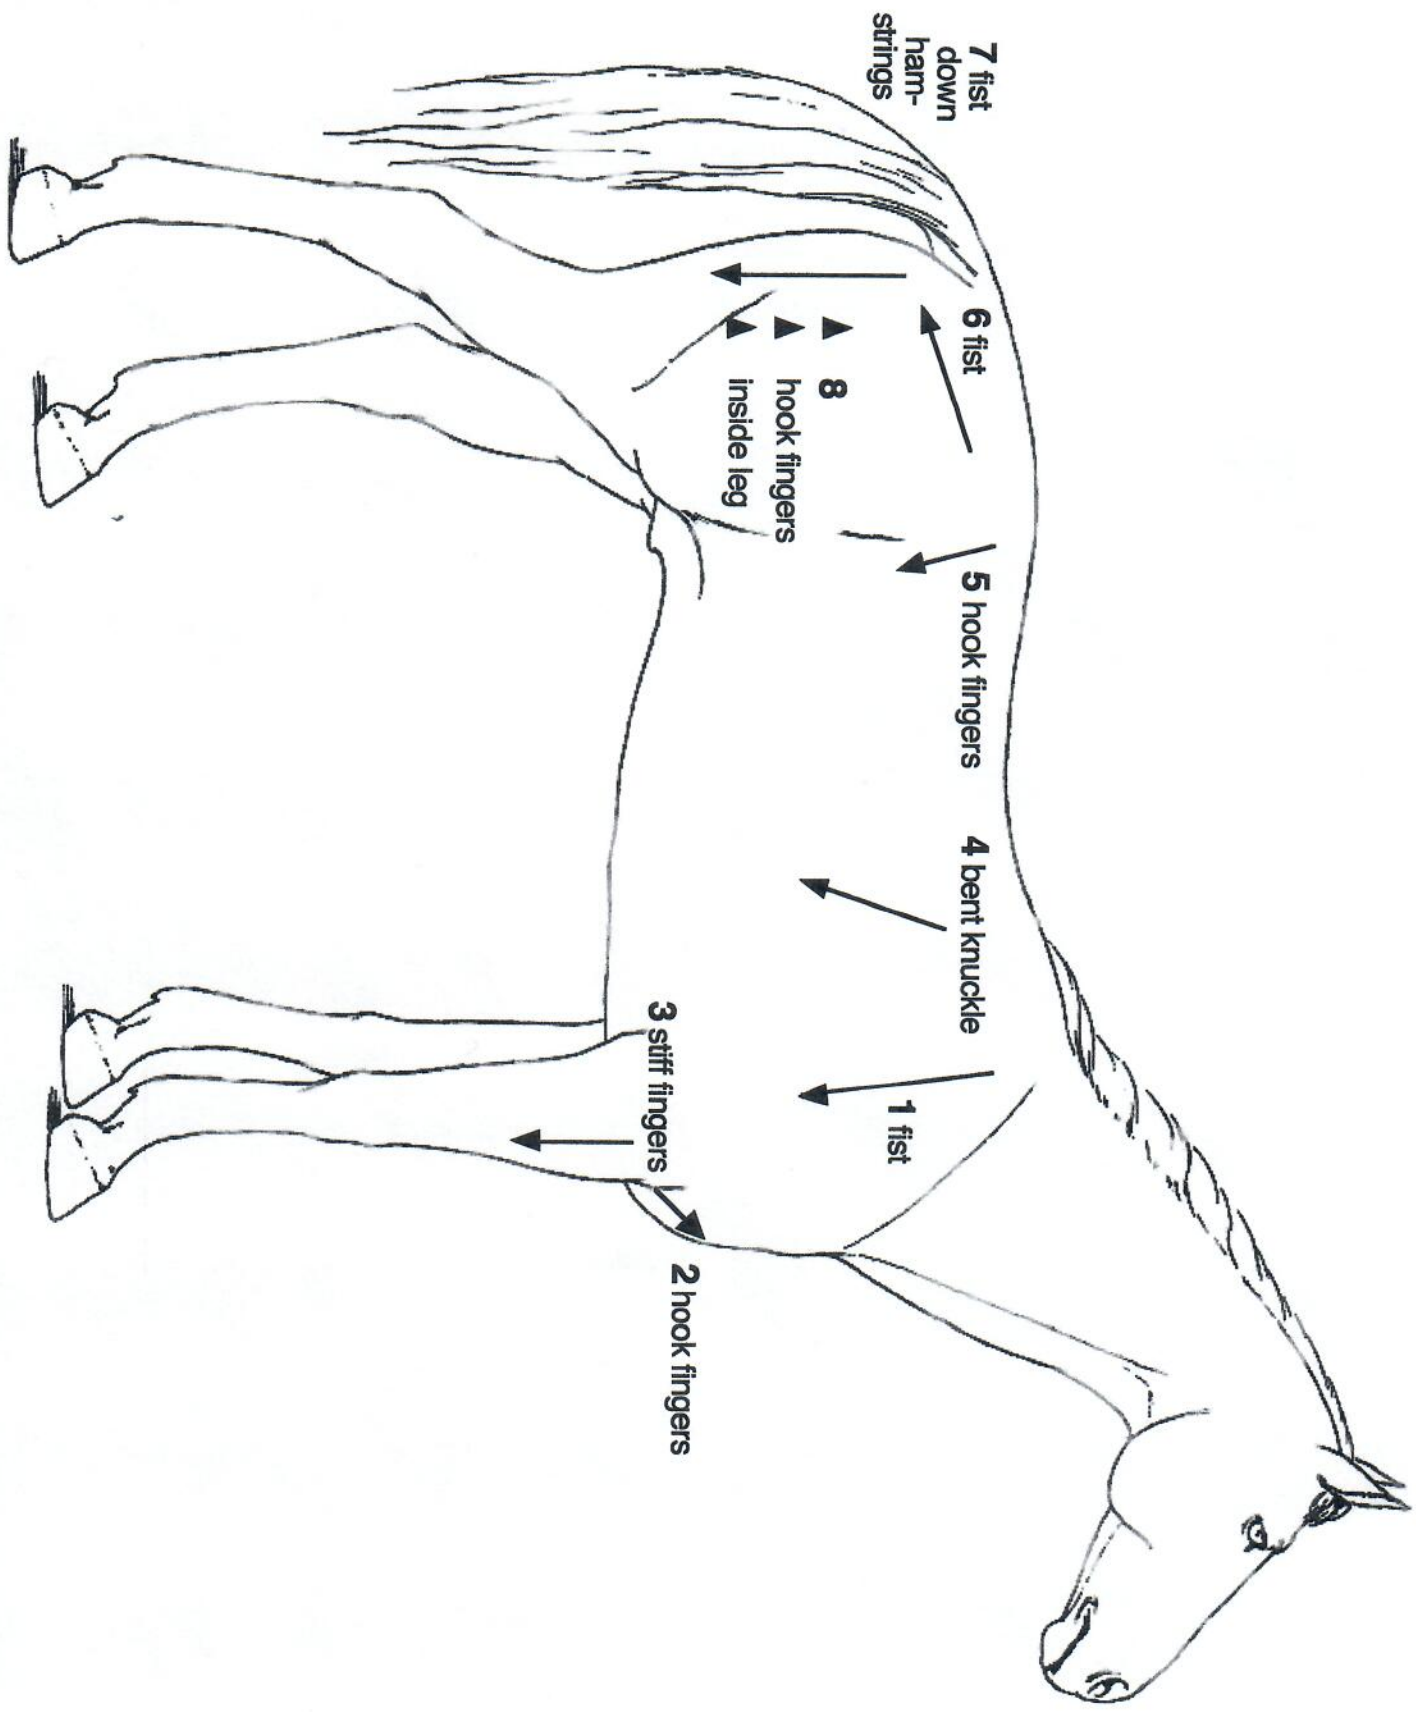 1 fist
2 hook fingers
3 stiff fingers
4 bent knuckle
5 hook fingers
6 fist
7 fist
down
ham-
strings
8
hook fingers
inside leg